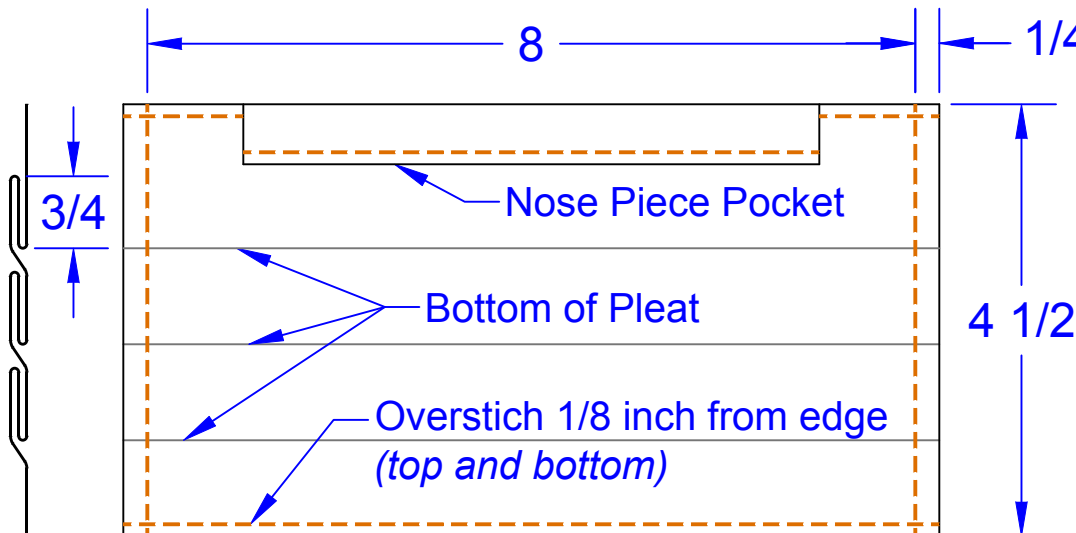 8
1/4
3/4
Nose Piece Pocket
Bottom of Pleat
4 1/2
Overstich 1/8 inch from edge
(top and bottom)